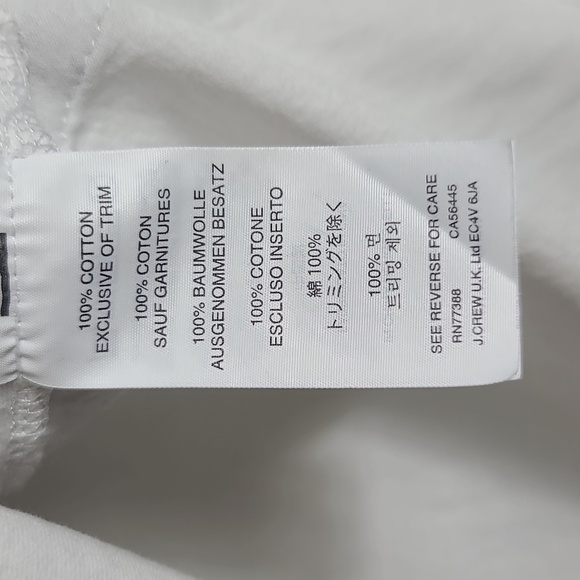 100% COTTON
EXCLUSIVE OF TRIM
100% COTON
SAUF GARNITURES
100% BAUMWOLLE
AUSGENOMMEN BESATZ
100% COTONE
ESCLUSO INSERTO
綿 100%
トリミングを除く
100% 면
트리밍 제외
SEE REVERSE FOR CARE
RN77388 CA56445
J.CREW U.K. Ltd EC4V 6JA